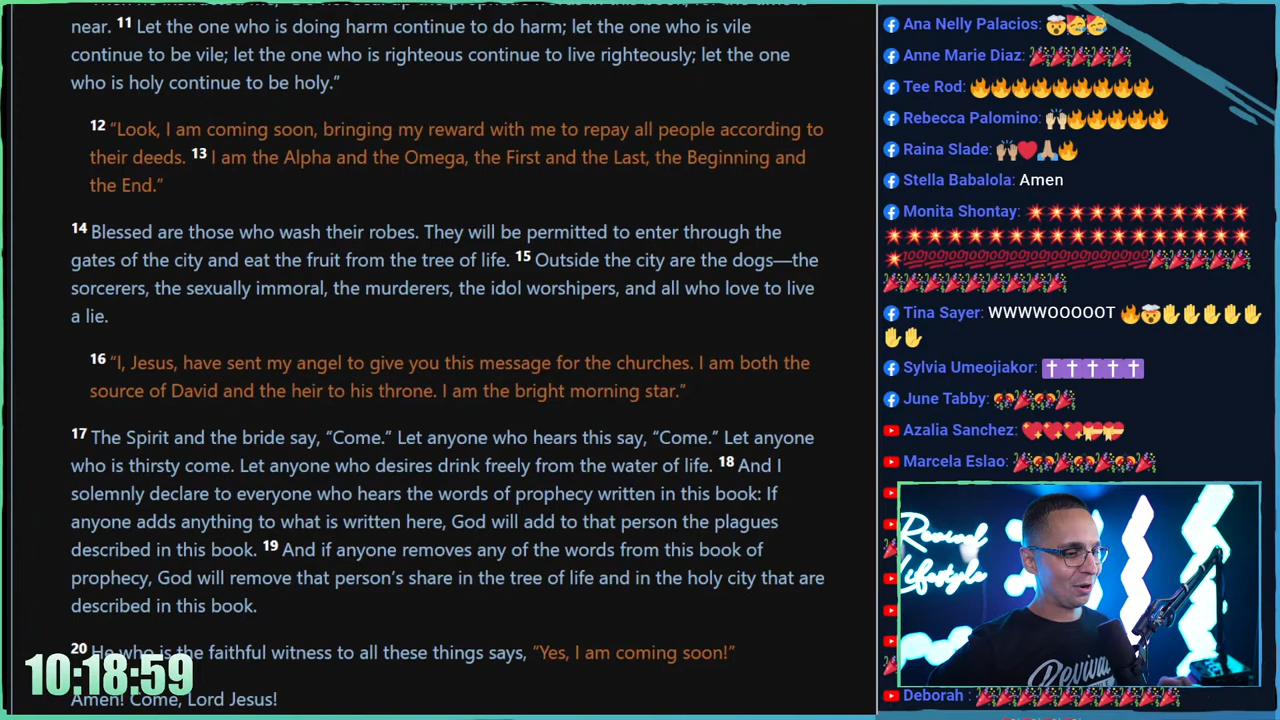 near. 11 Let the one who is doing harm continue to do harm; let the one who is vile
continue to be vile; let the one who is righteous continue to live righteously; let the one
who is holy continue to be holy.”
12 “Look, I am coming soon, bringing my reward with me to repay all people according to
their deeds. 13 I am the Alpha and the Omega, the First and the Last, the Beginning and
the End.”
14 Blessed are those who wash their robes. They will be permitted to enter through the
gates of the city and eat the fruit from the tree of life. 15 Outside the city are the dogs—the
sorcerers, the sexually immoral, the murderers, the idol worshipers, and all who love to live
a lie.
16 “I, Jesus, have sent my angel to give you this message for the churches. I am both the
source of David and the heir to his throne. I am the bright morning star.”
17 The Spirit and the bride say, “Come.” Let anyone who hears this say, “Come.” Let anyone
who is thirsty come. Let anyone who desires drink freely from the water of life. 18 And I
solemnly declare to everyone who hears the words of prophecy written in this book: If
anyone adds anything to what is written here, God will add to that person the plagues
described in this book. 19 And if anyone removes any of the words from this book of
prophecy, God will remove that person’s share in the tree of life and in the holy city that are
described in this book.
20 He who is the faithful witness to all these things says, “Yes, I am coming soon!”
Amen! Come, Lord Jesus!
10:18:59
Ana Nelly Palacios: 🤯🥳🥳
Anne Marie Diaz: 🎉🎉🎉🎉🎉
Tee Rod: 🔥🔥🔥🔥🔥🔥🔥🔥🔥
Rebecca Palomino: 🙌🏼🔥🔥🔥🔥🔥
Raina Slade: 🙌🏽❤️🙏🏽🔥
Stella Babalola: Amen
Monita Shontay: 💥💥💥💥💥💥💥💥💥💥💥
💥💥💥💥💥💥💥💥💥💥💥💥💥💥💥💥💥
💥💯💯💯💯💯💯💯💯💯💯💯🎉🎉🎉🎉🎉
🎉🎉🎉🎉🎉🎉🎉🎉🎉
Tina Sayer: WWWWOOOOOT 🔥🤯✋✋✋✋✋
✋✋
Sylvia Umeojiakor: ✝️✝️✝️✝️✝️
June Tabby: 🪅🎉🪅🎉
Azalia Sanchez: 💖💖💖💝💝
Marcela Eslao: 🎉🪅🎉🪅🎉🪅🎉
Revival
Lifestyle
Revival
Deborah : 🎉🎉🎉🎉🎉🎉🎉🎉🎉🎉